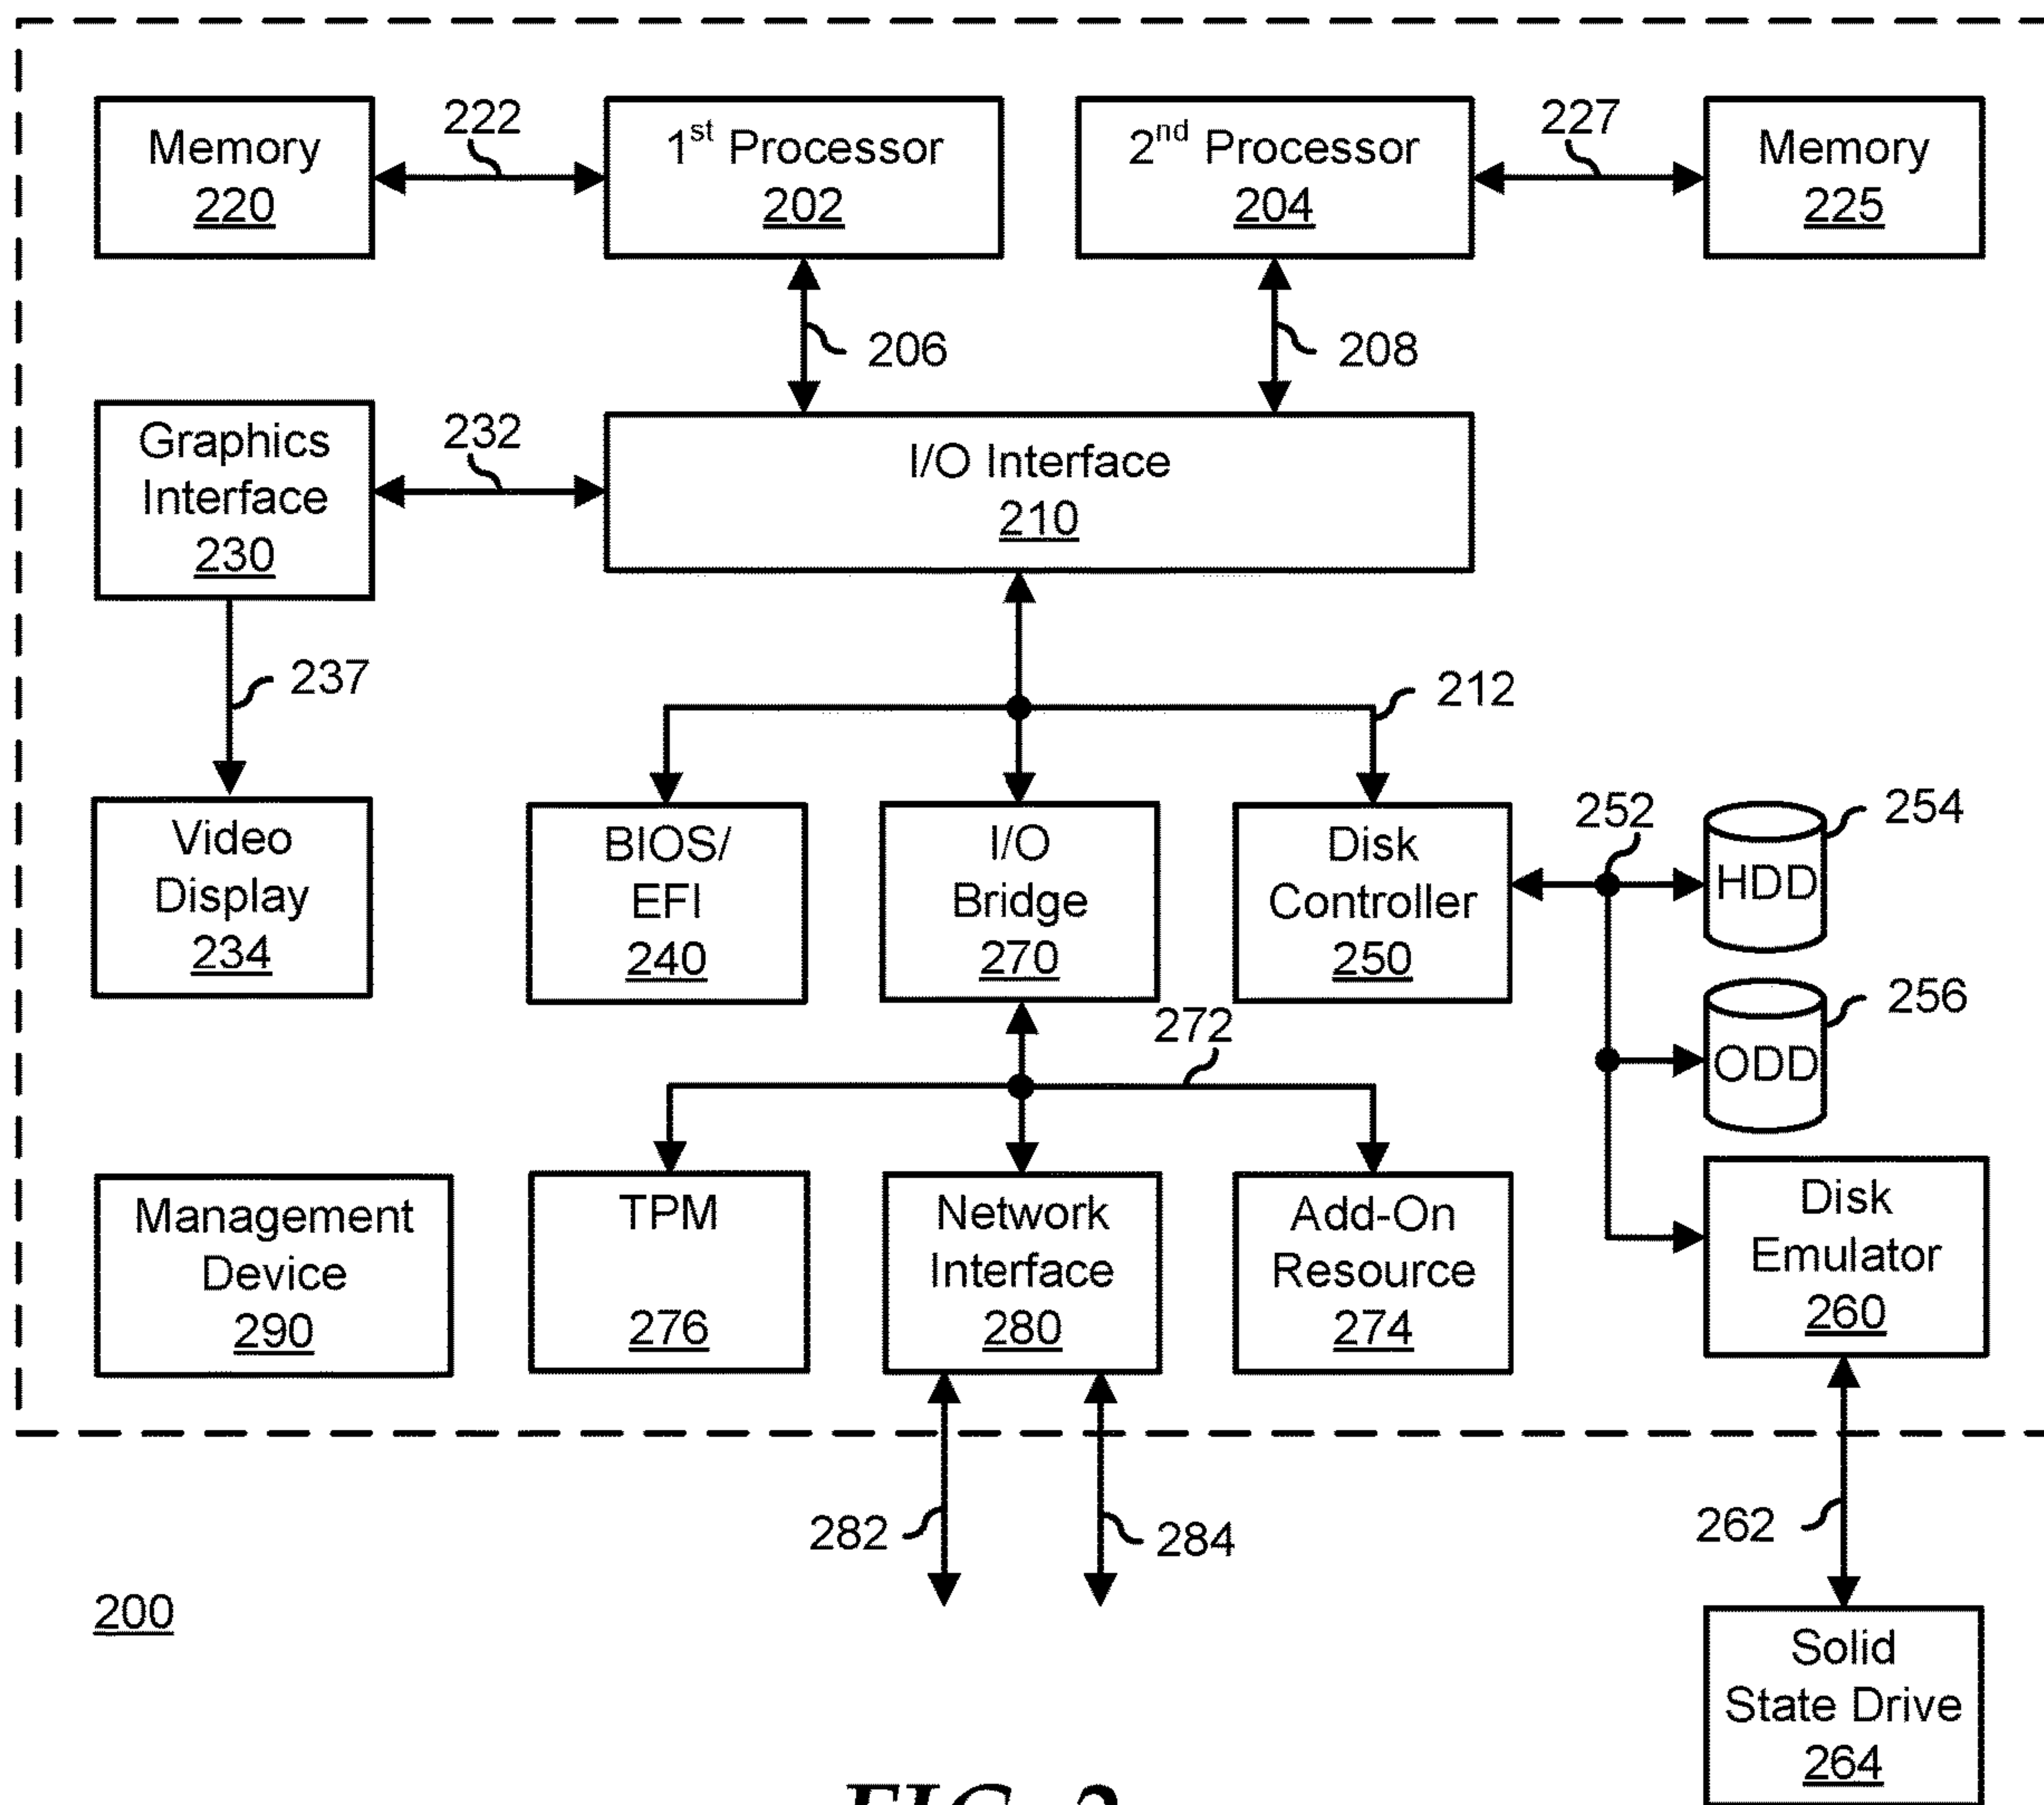 Memory
220
222
1st Processor
202
2nd Processor
204
227
Memory
225
206
208
Graphics
Interface
230
232
I/O Interface
210
237
212
Video
Display
234
BIOS/
EFI
240
I/O
Bridge
270
Disk
Controller
250
252
HDD
254
ODD
256
272
Management
Device
290
TPM
276
Network
Interface
280
Add-On
Resource
274
Disk
Emulator
260
282
284
262
200
Solid
State Drive
264
FIG. 2